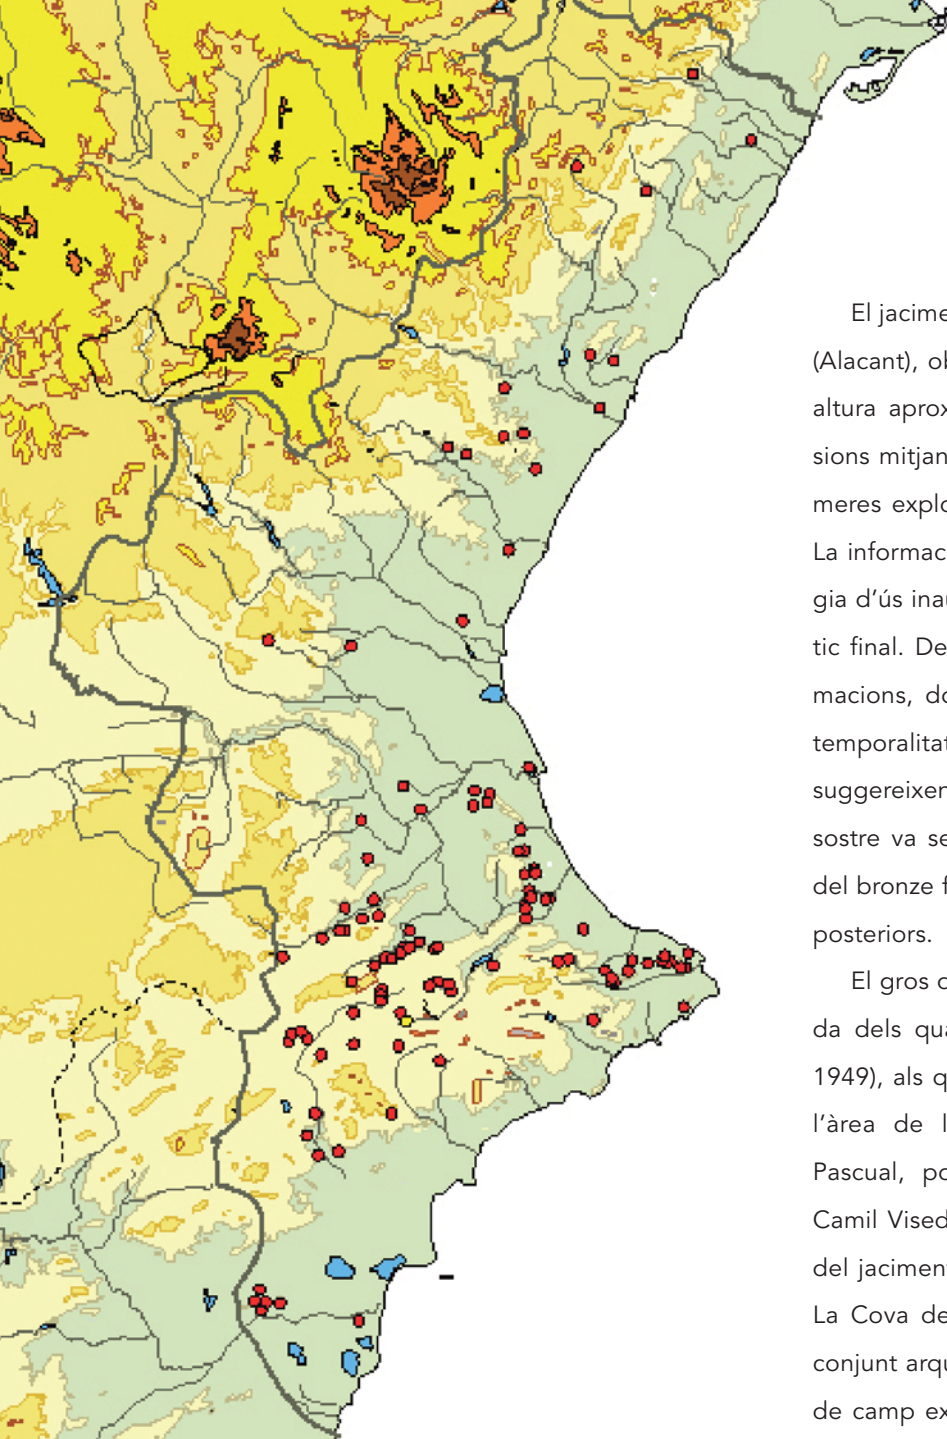 El jacime
(Alacant), ob
altura aprox
sions mitjan
meres explo
La informac
gia d'ús inau
tic final. De
macions, do
temporalitat
suggereixen
sostre va se
del bronze f
posteriors.
El gros d
da dels qua
1949), als q
l'àrea de l
Pascual, po
Camil Vised
del jaciment
La Cova de
conjunt arqu
de camp ex